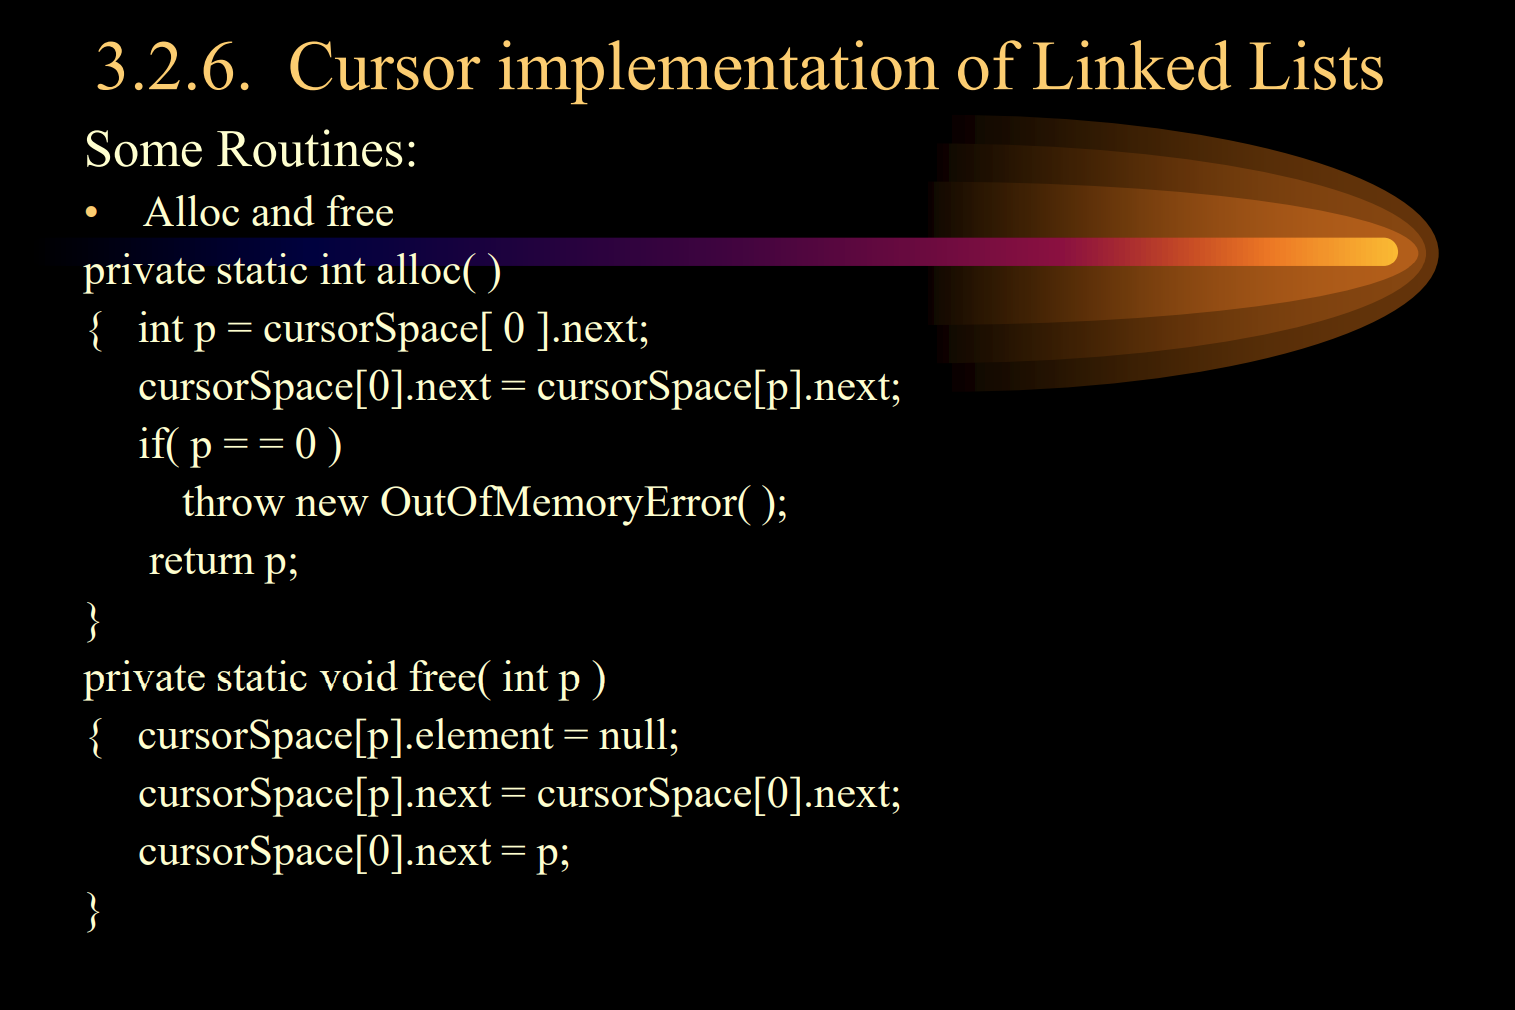 3.2.6. Cursor implementation of Linked Lists
Some Routines:
• Alloc and free
private static int alloc( )
{ int p = cursorSpace[ 0 ].next;
cursorSpace[0].next = cursorSpace[p].next;
if( p = = 0 )
throw new OutOfMemoryError( );
return p;
}
private static void free( int p )
{ cursorSpace[p].element = null;
cursorSpace[p].next = cursorSpace[0].next;
cursorSpace[0].next = p;
}